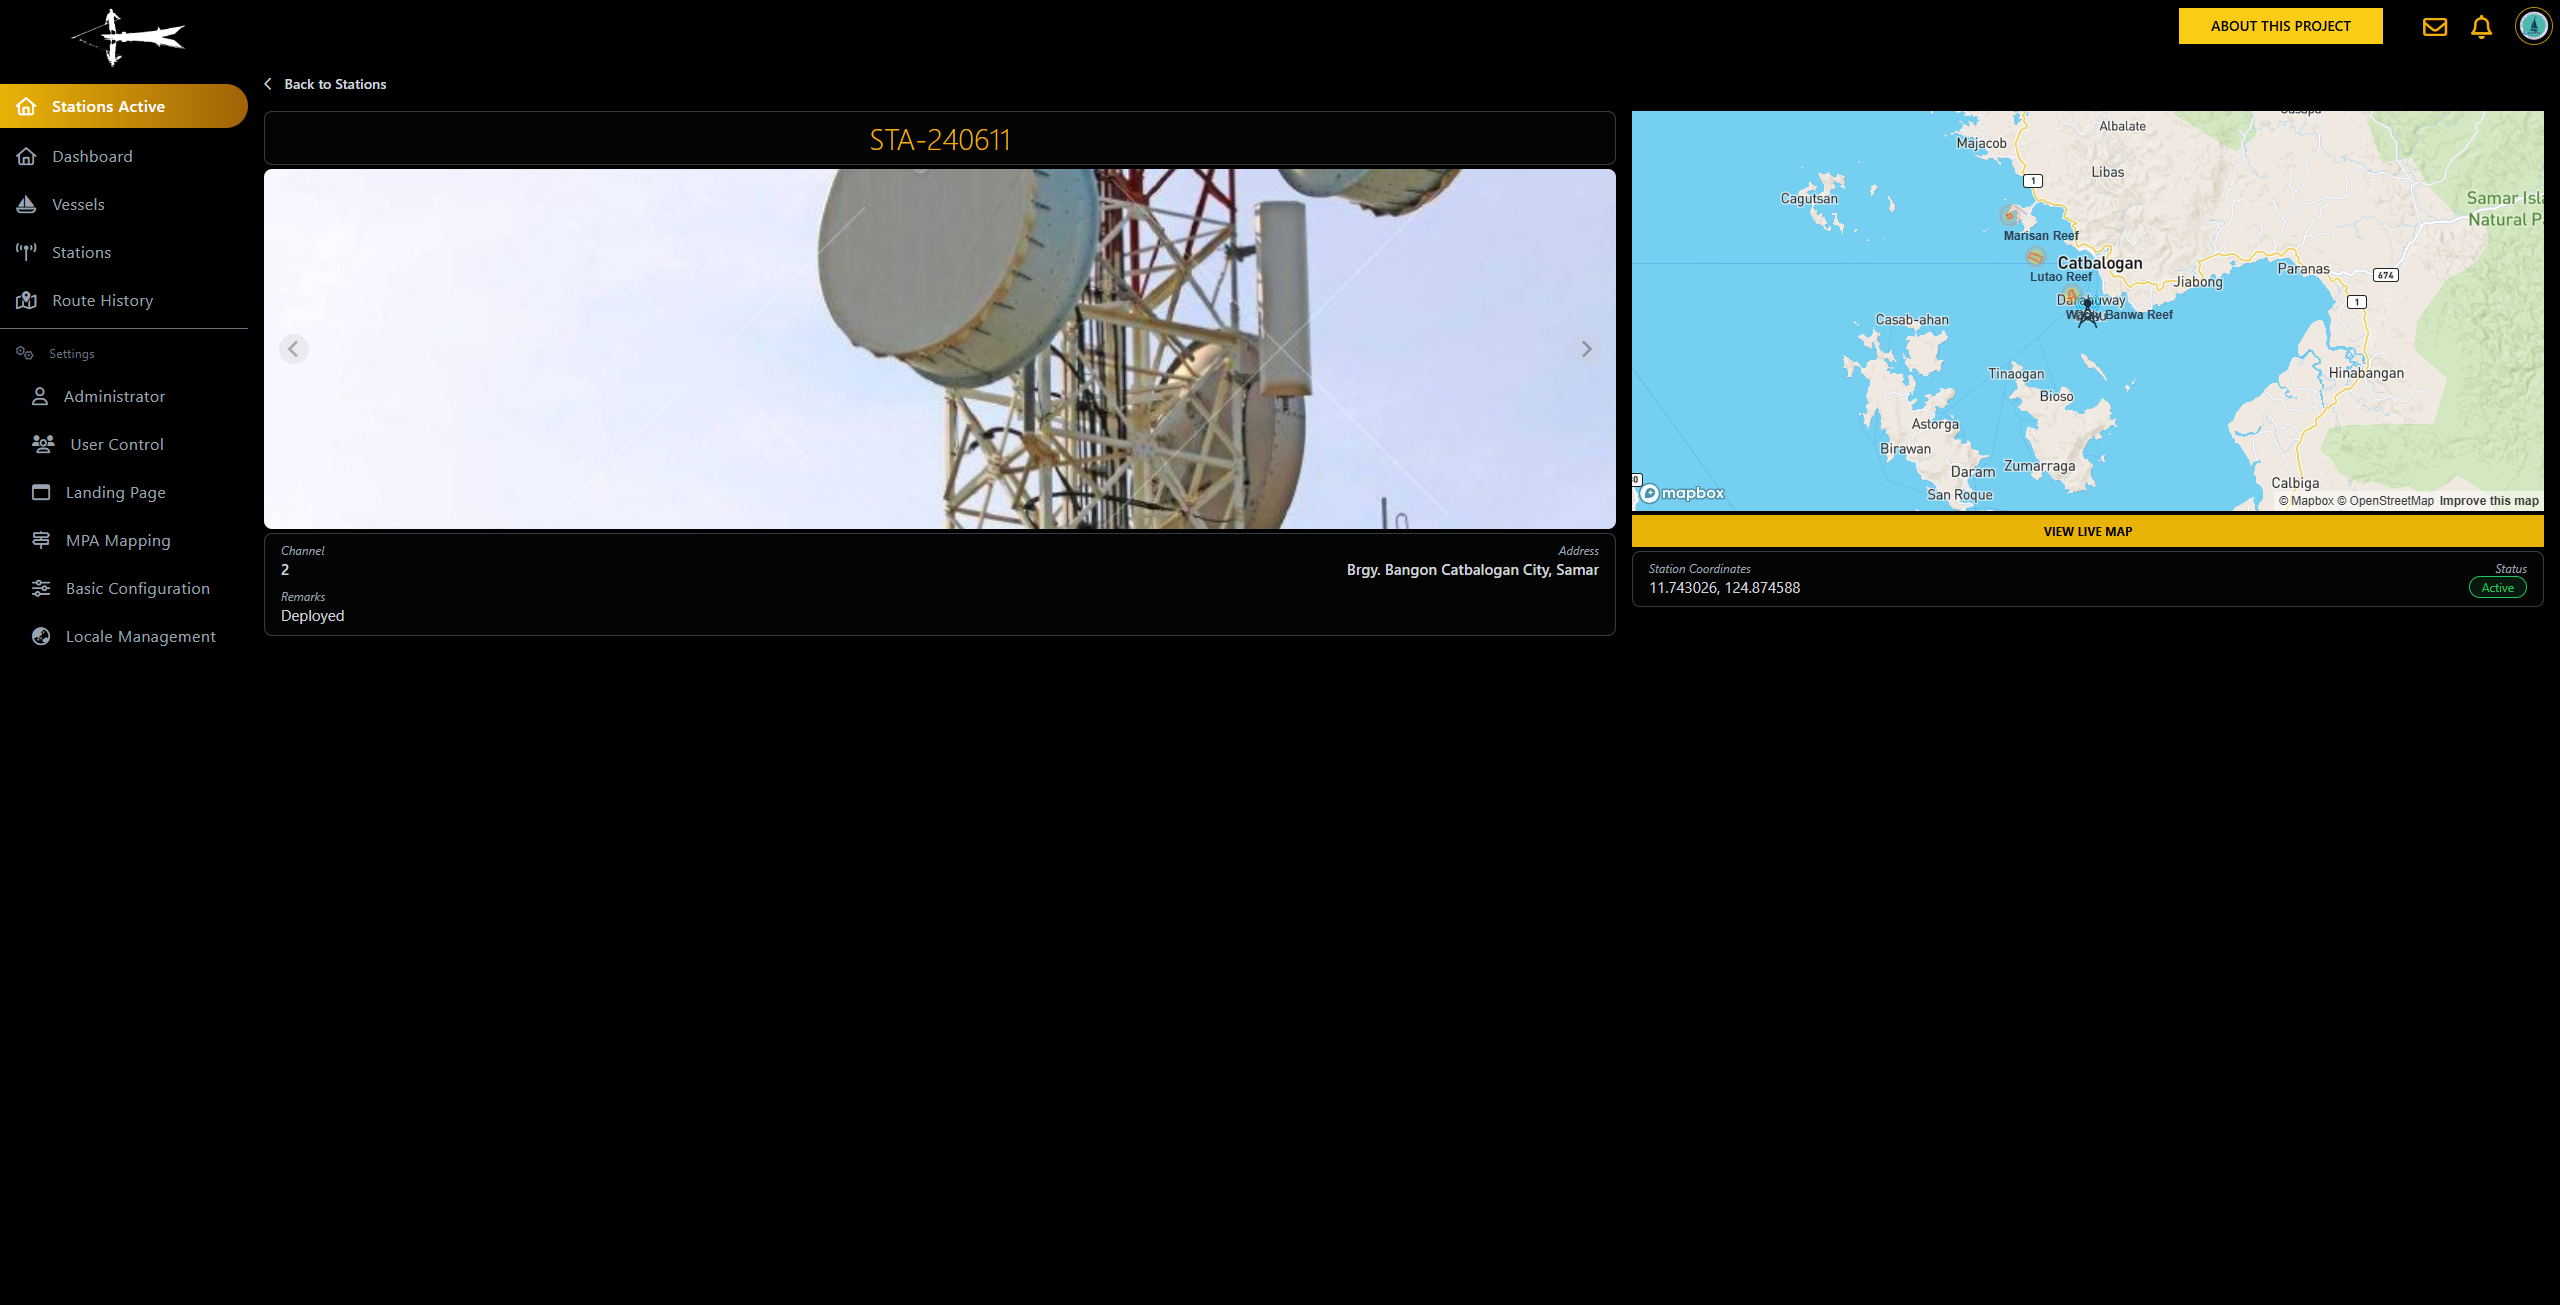 ABOUT THIS PROJECT
Back to Stations
Stations Active
Dashboard
Vessels
Stations
Route History
Settings
Administrator
User Control
Landing Page
MPA Mapping
Basic Configuration
Locale Management
STA-240611
Channel
2
Address
Brgy. Bangon Catbalogan City, Samar
Remarks
Deployed
Albalate
Majacob
1
Libas
Cagutsan
Samar Isl
Natural P
Marisan Reef
Catbalogan
Lutao Reef
Paranas
674
Jiabong
1
Darahuway
Banwa Reef
Casab-ahan
Tinaogan
Hinabangan
Bioso
Astorga
Birawan
Daram
Zumarraga
Calbiga
San Roque
mapbox
© Mapbox © OpenStreetMap Improve this map
VIEW LIVE MAP
Station Coordinates
11.743026, 124.874588
Status
Active